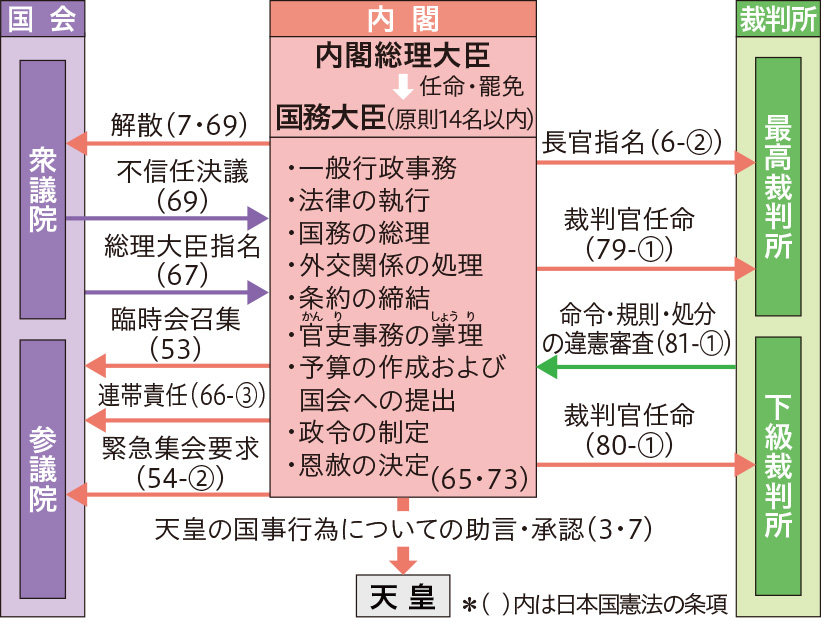 国会
衆議院
参議院
内閣
内閣総理大臣
任命・罷免
国務大臣(原則14名以内)
・一般行政事務
・法律の執行
・国務の総理
・外交関係の処理
・条約の締結
かんり しょうり
・官吏事務の掌理
・予算の作成および
国会への提出
・政令の制定
・恩赦の決定(65・73)
解散(7・69)
不信任決議
(69)
総理大臣指名
(67)
臨時会召集
(53)
連帯責任(66-③)
緊急集会要求
(54-②)
裁判所
最高裁判所
下級裁判所
長官指名(6-②)
裁判官任命
(79-①)
命令・規則・処分
の違憲審査(81-①)
裁判官任命
(80-①)
天皇の国事行為についての助言・承認(3・7)
天皇
*( )内は日本国憲法の条項